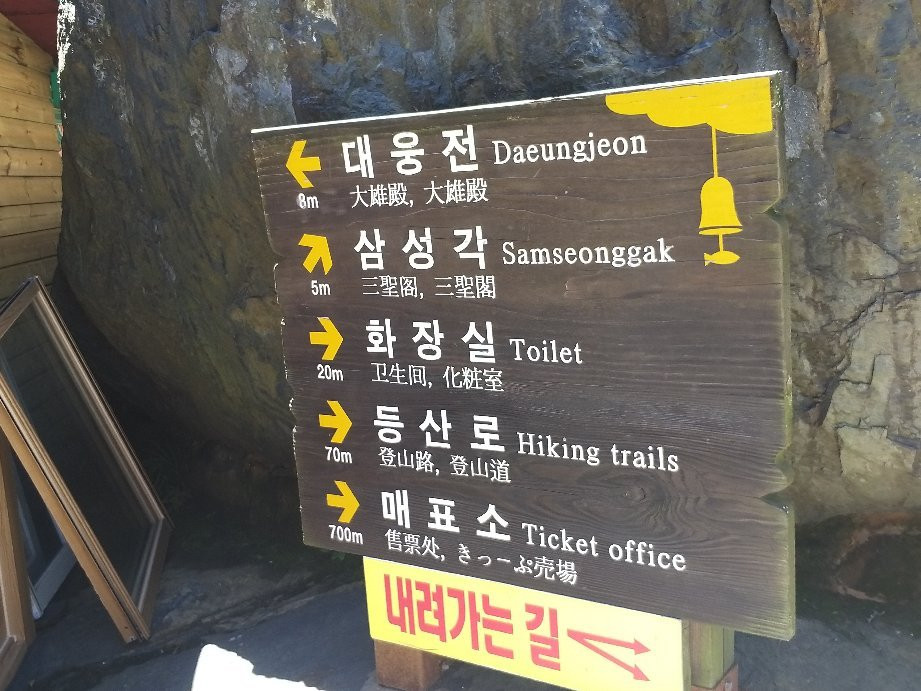 대웅전 Daeungjeon
8m
大雄殿, 大雄殿
삼성각 Samseonggak
5m
三聖阁, 三聖閣
화장실 Toilet
20m
卫生间, 化粧室
등산로 Hiking trails
70m
登山路, 登山道
매표소 Ticket office
700m
售票处, きっーぷ売場
내려가는 길